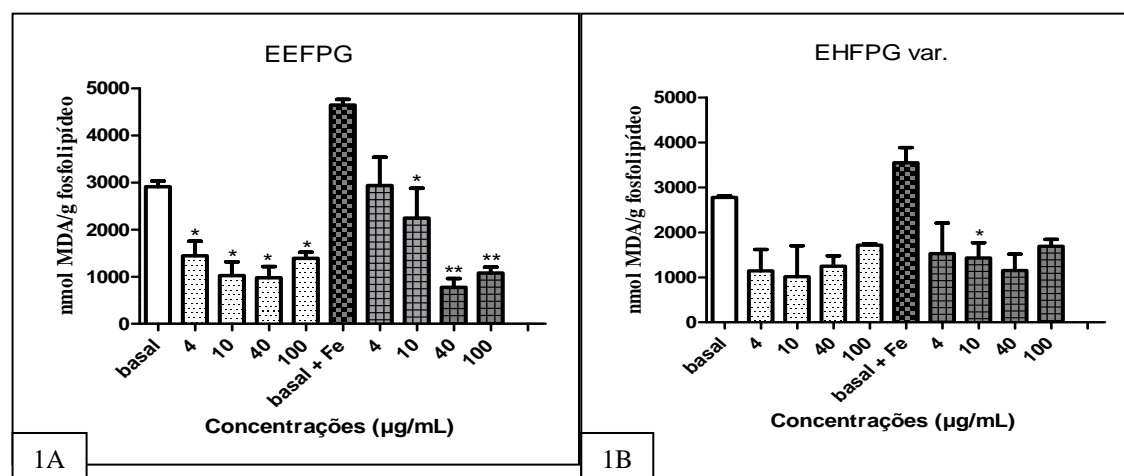 EEFPG
nmol MDA/g fosfolipídeo
5000
4000
3000
2000
1000
0
* * * * * ** **
basal 4 10 40 100 basal + Fe 4 10 40 100
Concentrações (µg/mL)
1A
EHFPG var.
nmol MDA/g fosfolipídeo
5000
4000
3000
2000
1000
0
*
basal 4 10 40 100 basal + Fe 4 10 40 100
Concentrações (µg/mL)
1B